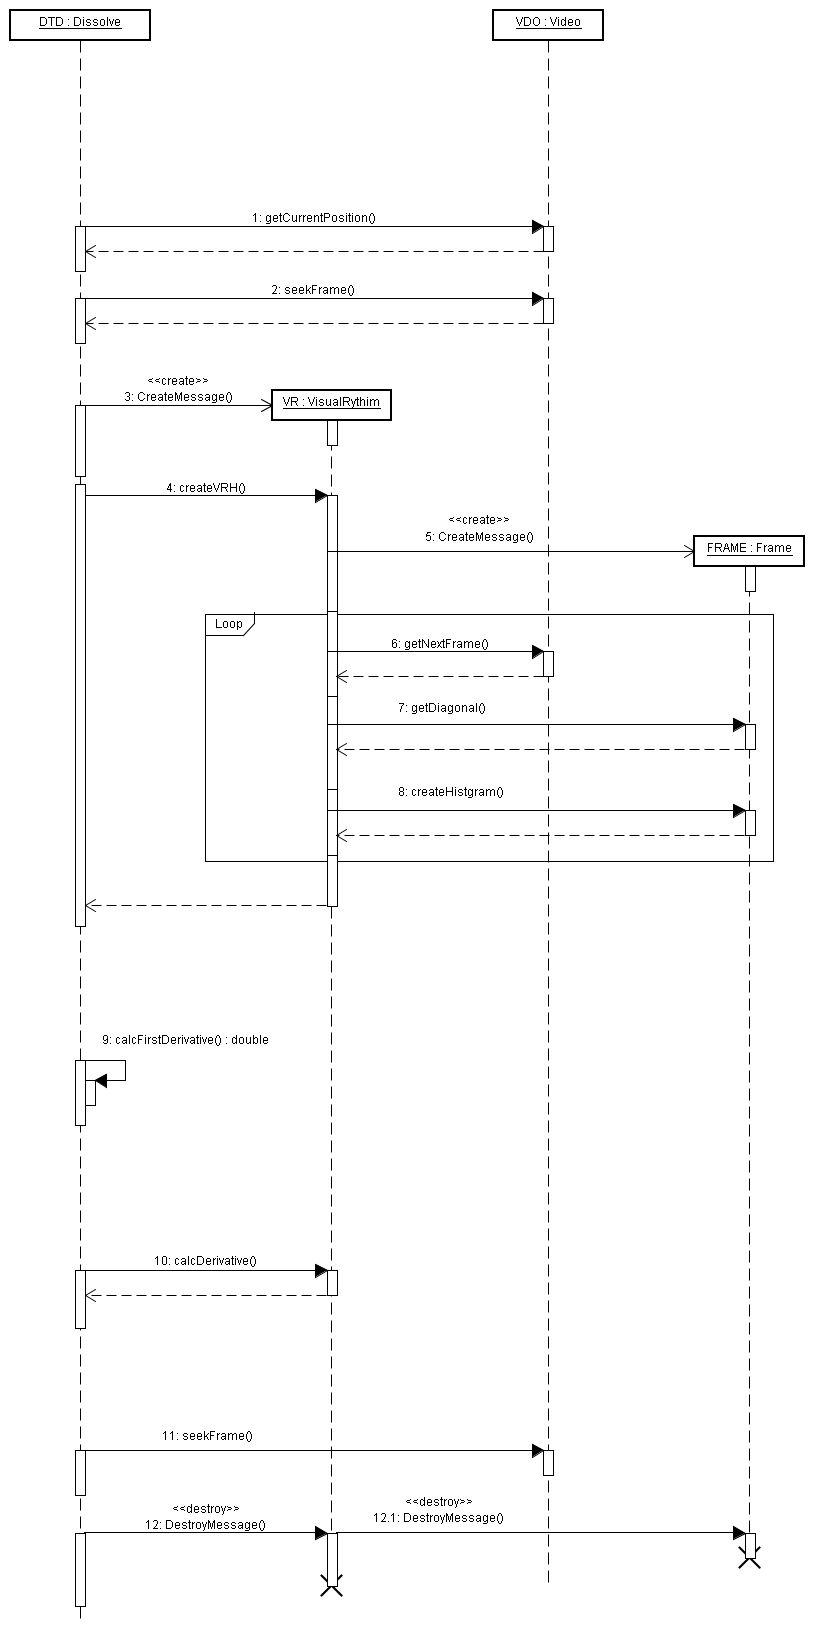 DTD : Dissolve
VDO : Video
1: getCurrentPosition()
2: seekFrame()
<<create>>
3: CreateMessage()
VR : VisualRythim
4: createVRH()
<<create>>
5: CreateMessage()
FRAME : Frame
Loop
6: getNextFrame()
7: getDiagonal()
8: createHistgram()
9: calcFirstDerivative() : double
10: calcDerivative()
11: seekFrame()
<<destroy>>
12: DestroyMessage()
<<destroy>>
12.1: DestroyMessage()